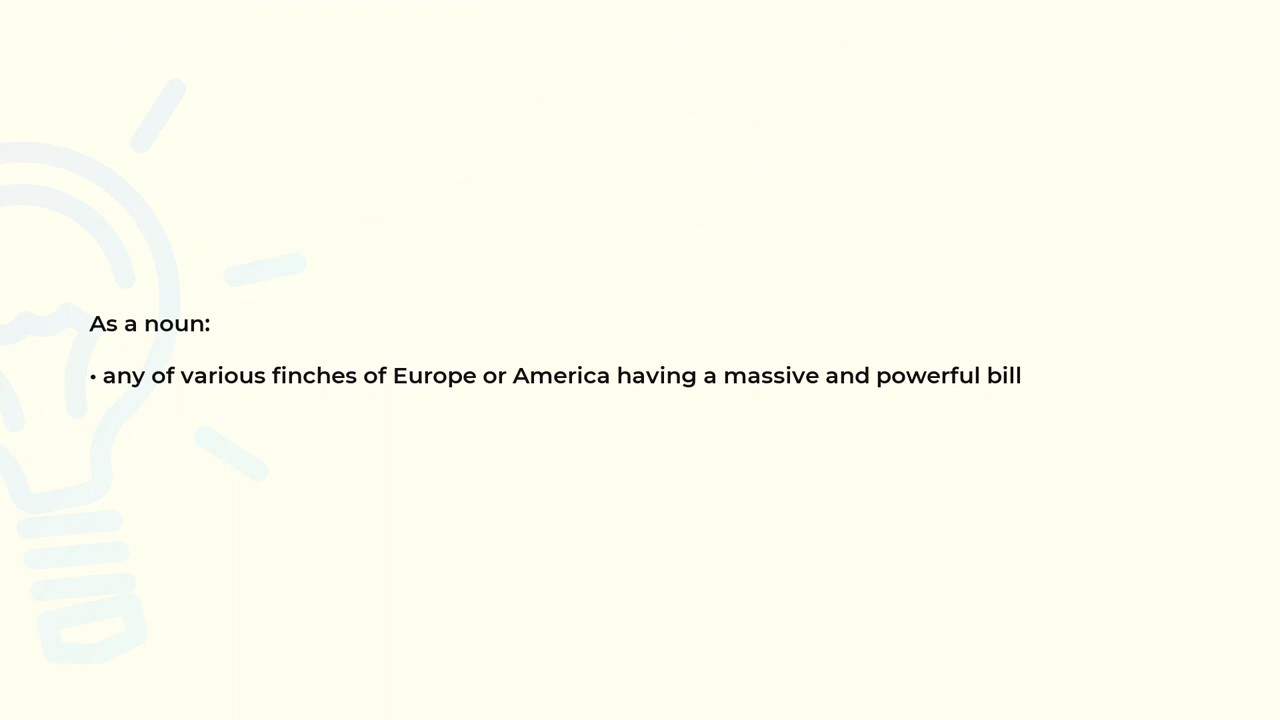 As a noun:
• any of various finches of Europe or America having a massive and powerful bill